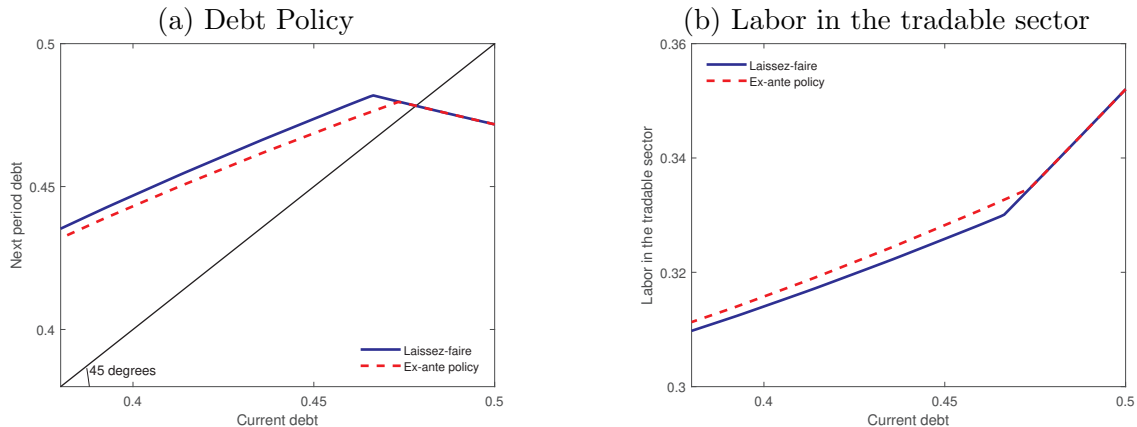 (a) Debt Policy
0.5
0.45
0.4
Next period debt
45 degrees
Laissez-faire
Ex-ante policy
0.4
0.45
0.5
Current debt
(b) Labor in the tradable sector
0.36
0.34
0.32
0.3
Labor in the tradable sector
Laissez-faire
Ex-ante policy
0.4
0.45
0.5
Current debt